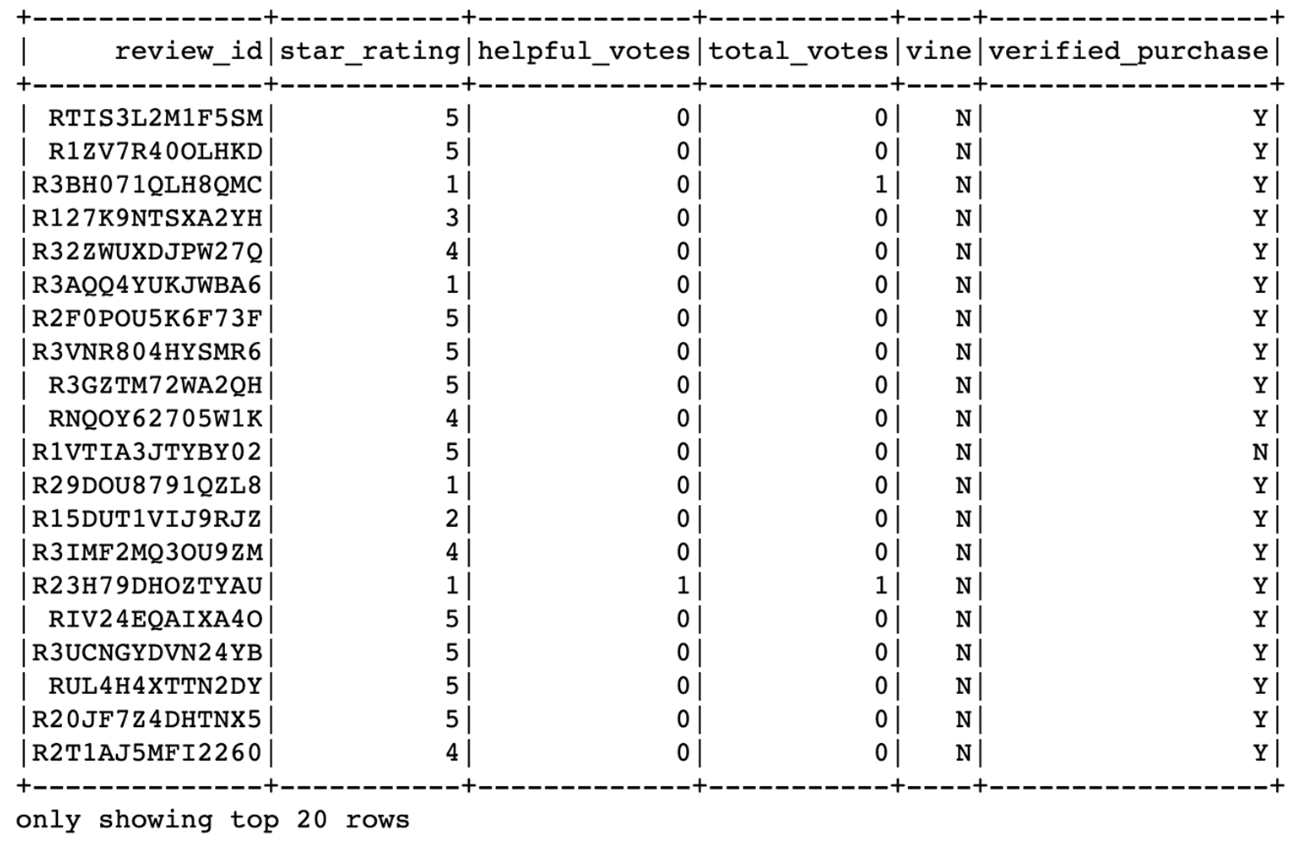 +--------------+-----------+-------------+-----------+----+-----------------+
|     review_id|star_rating|helpful_votes|total_votes|vine|verified_purchase|
+--------------+-----------+-------------+-----------+----+-----------------+
| RTIS3L2M1F5SM|          5|            0|          0|   N|                Y|
| R1ZV7R40OLHKD|          5|            0|          0|   N|                Y|
|R3BH071QLH8QMC|          1|            0|          1|   N|                Y|
|R127K9NTSXA2YH|          3|            0|          0|   N|                Y|
|R32ZWUXDJPW27Q|          4|            0|          0|   N|                Y|
|R3AQQ4YUKJWBA6|          1|            0|          0|   N|                Y|
|R2F0POU5K6F73F|          5|            0|          0|   N|                Y|
|R3VNR804HYSMR6|          5|            0|          0|   N|                Y|
| R3GZTM72WA2QH|          5|            0|          0|   N|                Y|
| RNQOY62705W1K|          4|            0|          0|   N|                Y|
|R1VTIA3JTYBY02|          5|            0|          0|   N|                N|
|R29DOU8791QZL8|          1|            0|          0|   N|                Y|
|R15DUT1VIJ9RJZ|          2|            0|          0|   N|                Y|
|R3IMF2MQ3OU9ZM|          4|            0|          0|   N|                Y|
|R23H79DHOZTYAU|          1|            1|          1|   N|                Y|
| RIV24EQAIXA4O|          5|            0|          0|   N|                Y|
|R3UCNGYDVN24YB|          5|            0|          0|   N|                Y|
| RUL4H4XTTN2DY|          5|            0|          0|   N|                Y|
|R20JF7Z4DHTNX5|          5|            0|          0|   N|                Y|
|R2T1AJ5MFI2260|          4|            0|          0|   N|                Y|
+--------------+-----------+-------------+-----------+----+-----------------+
only showing top 20 rows